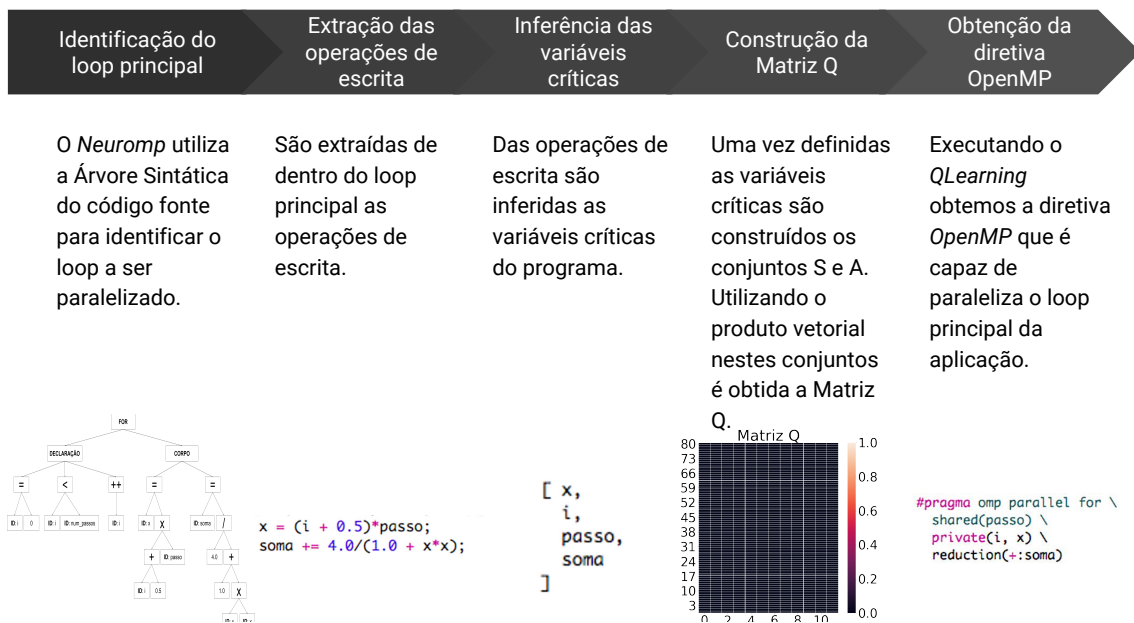 Identificação do
loop principal
Extração das
operações de
escrita
Inferência das
variáveis
críticas
Construção da
Matriz Q
Obtenção da
diretiva
OpenMP
O Neuromp utiliza
a Árvore Sintática
do código fonte
para identificar o
loop a ser
paralelizado.
São extraídas de
dentro do loop
principal as
operações de
escrita.
Das operações de
escrita são
inferidas as
variáveis críticas
do programa.
Uma vez definidas
as variáveis
críticas são
construídos os
conjuntos S e A.
Utilizando o
produto vetorial
nestes conjuntos
é obtida a Matriz
Q.
Executando o
QLearning
obtemos a diretiva
OpenMP que é
capaz de
paraleliza o loop
principal da
aplicação.
FOR
DECLARAÇÃO CORPO
= < ++ = =
ID: i 0 ID: i ID: num_passos ID: i ID: x X ID: soma /
+ ID: passo 4.0 +
ID: i 0.5 1.0 X
ID: x ID: x
x = (i + 0.5)*passo;
soma += 4.0/(1.0 + x*x);
[ x,
i,
passo,
soma
]
Matriz Q
80
73
66
59
52
45
38
31
24
17
10
3
0 2 4 6 8 10
1.0
0.8
0.6
0.4
0.2
0.0
#pragma omp parallel for \
shared(passo) \
private(i, x) \
reduction(+:soma)